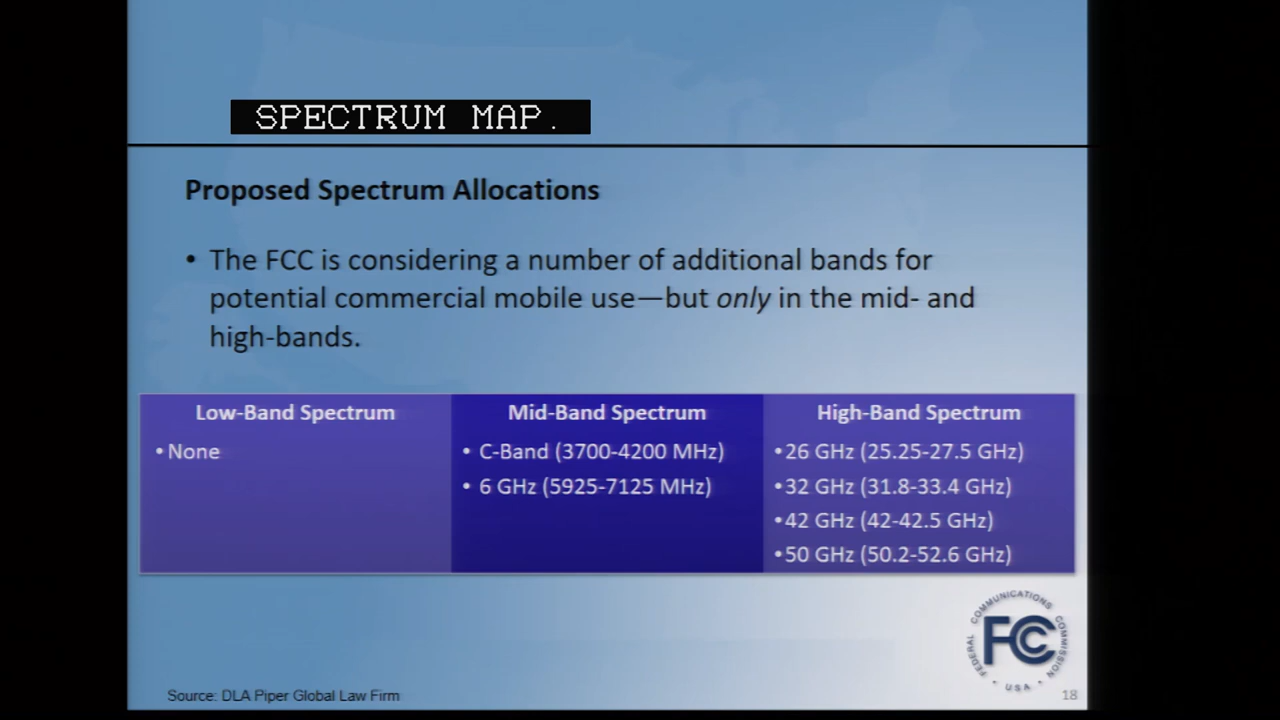 SPECTRUM MAP.
Proposed Spectrum Allocations
• The FCC is considering a number of additional bands for
potential commercial mobile use—but only in the mid- and
high-bands.
Low-Band Spectrum
• None
Mid-Band Spectrum
• C-Band (3700-4200 MHz)
• 6 GHz (5925-7125 MHz)
High-Band Spectrum
• 26 GHz (25.25-27.5 GHz)
• 32 GHz (31.8-33.4 GHz)
• 42 GHz (42-42.5 GHz)
• 50 GHz (50.2-52.6 GHz)
FEDERAL COMMUNICATIONS COMMISSION
FCC
• USA •
Source: DLA Piper Global Law Firm
18